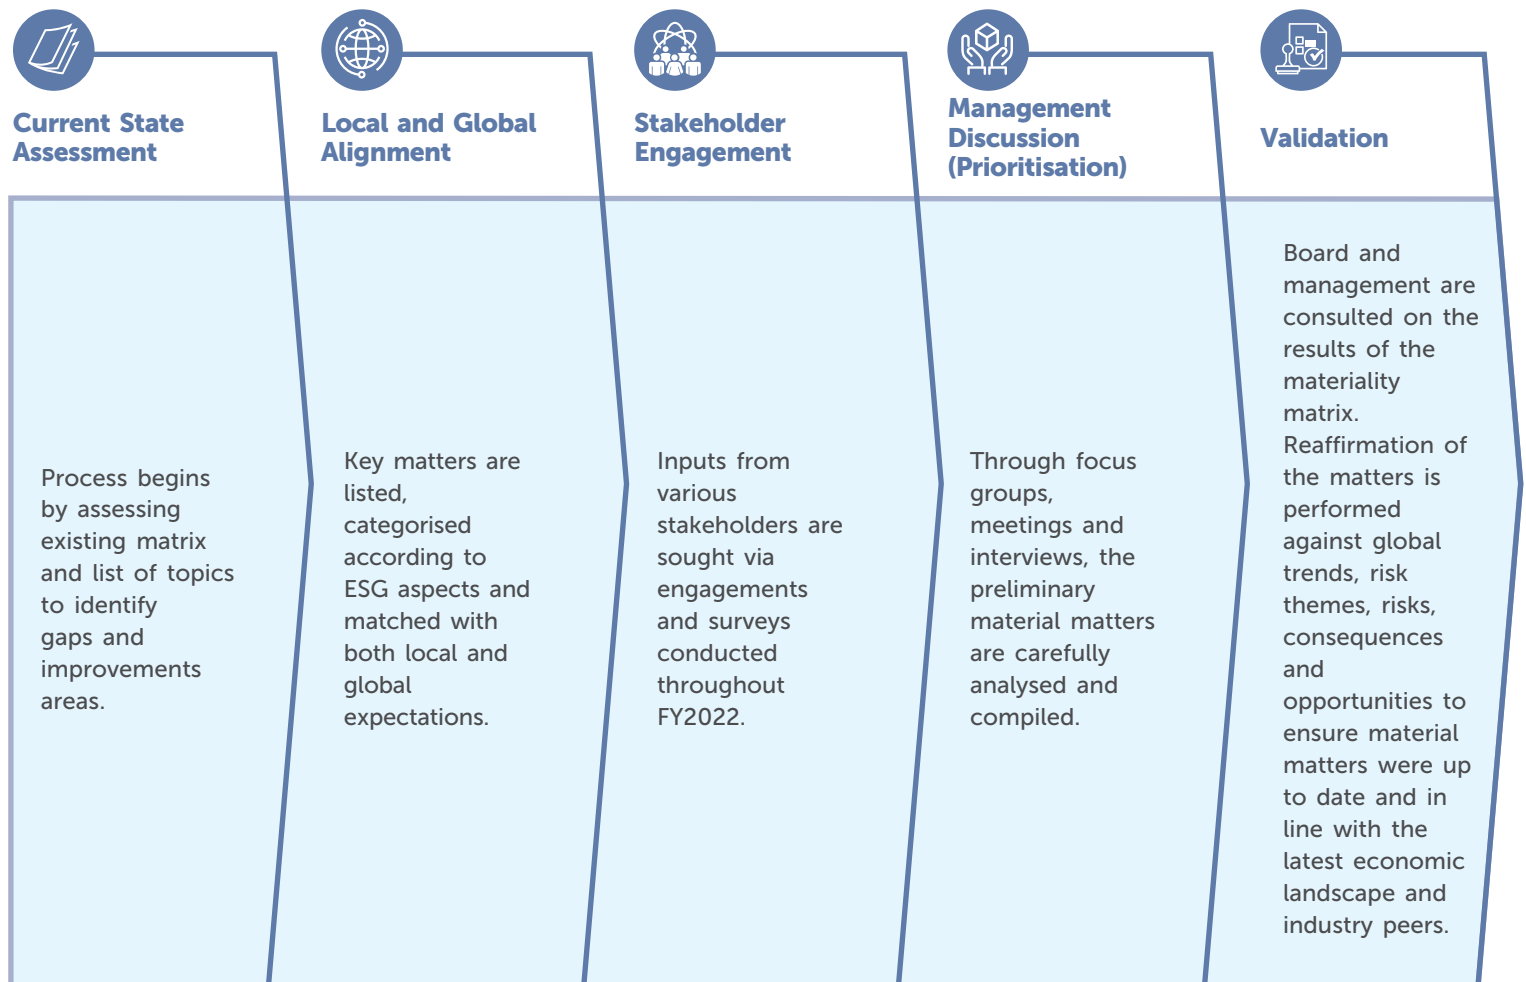 Current State
Assessment
Process begins
by assessing
existing matrix
and list of topics
to identify
gaps and
improvements
areas.
Local and Global
Alignment
Key matters are
listed,
categorised
according to
ESG aspects and
matched with
both local and
global
expectations.
Stakeholder
Engagement
Inputs from
various
stakeholders are
sought via
engagements
and surveys
conducted
throughout
FY2022.
Management
Discussion
(Prioritisation)
Through focus
groups,
meetings and
interviews, the
preliminary
material matters
are carefully
analysed and
compiled.
Validation
Board and
management are
consulted on the
results of the
materiality
matrix.
Reaffirmation of
the matters is
performed
against global
trends, risk
themes, risks,
consequences
and
opportunities to
ensure material
matters were up
to date and in
line with the
latest economic
landscape and
industry peers.